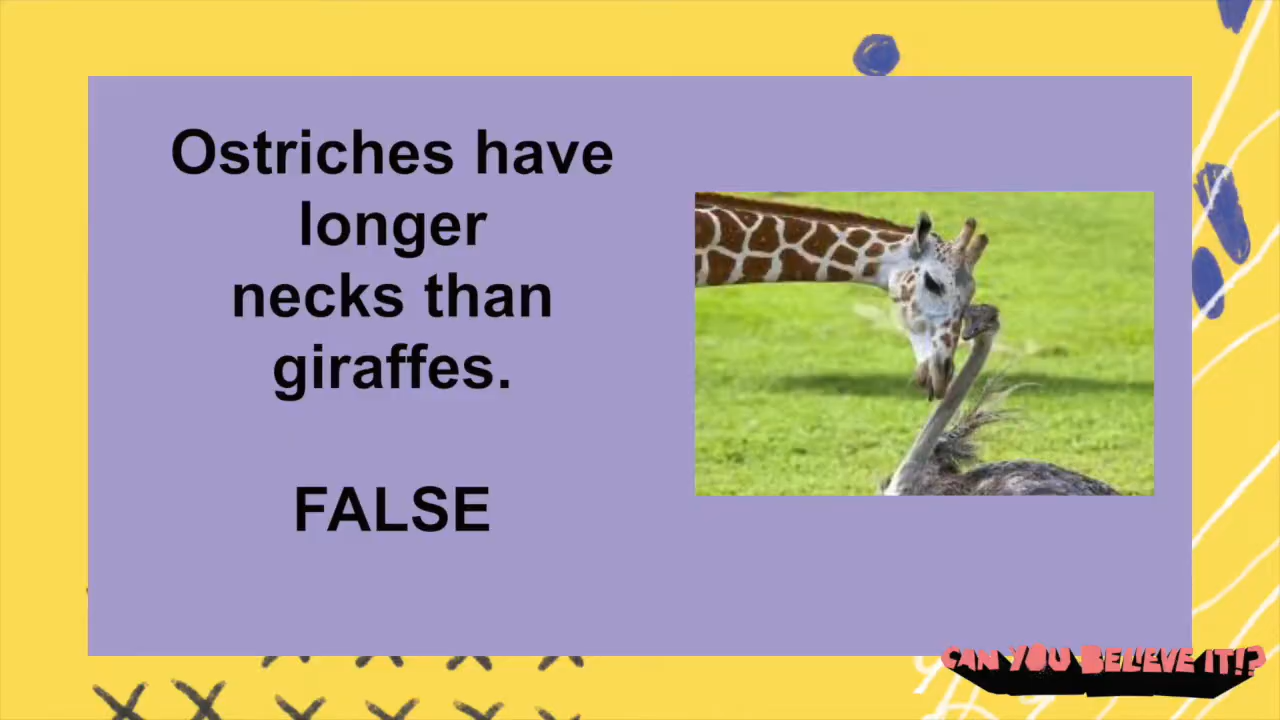 Ostriches have
longer
necks than
giraffes.
FALSE
CAN YOU BELIEVE IT!?